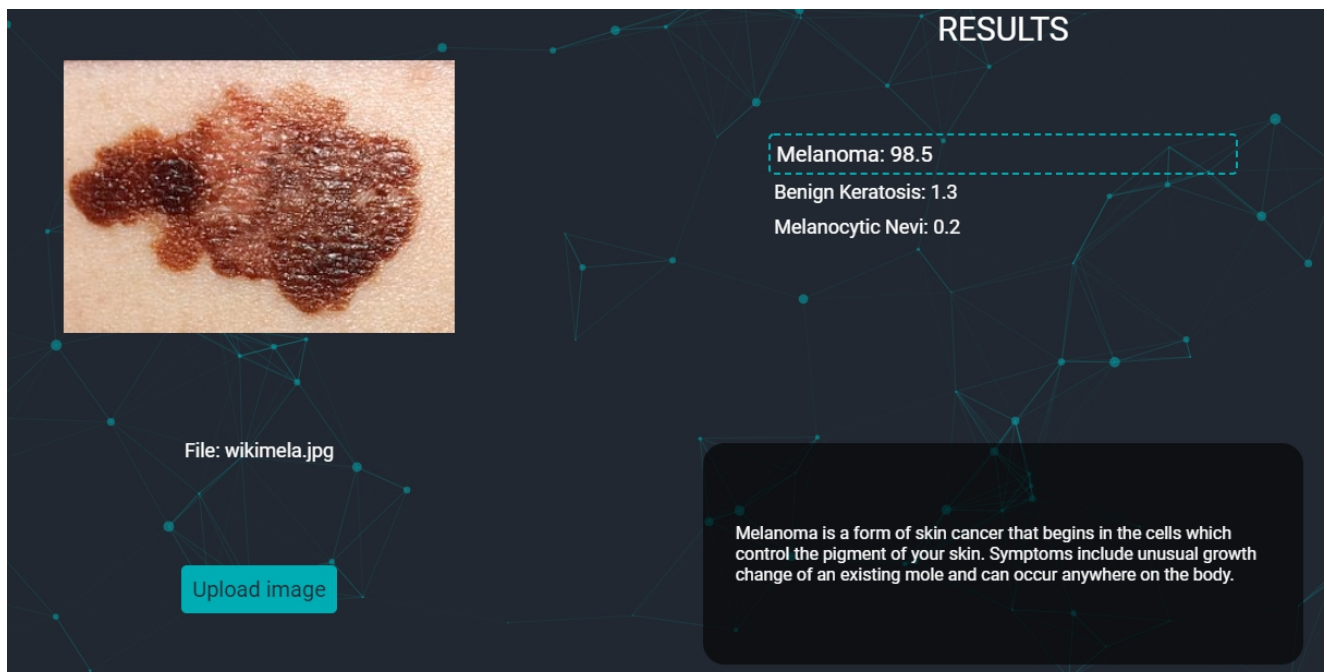 RESULTS
Melanoma: 98.5
Benign Keratosis: 1.3
Melanocytic Nevi: 0.2
File: wikimela.jpg
Upload image
Melanoma is a form of skin cancer that begins in the cells which
control the pigment of your skin. Symptoms include unusual growth
change of an existing mole and can occur anywhere on the body.